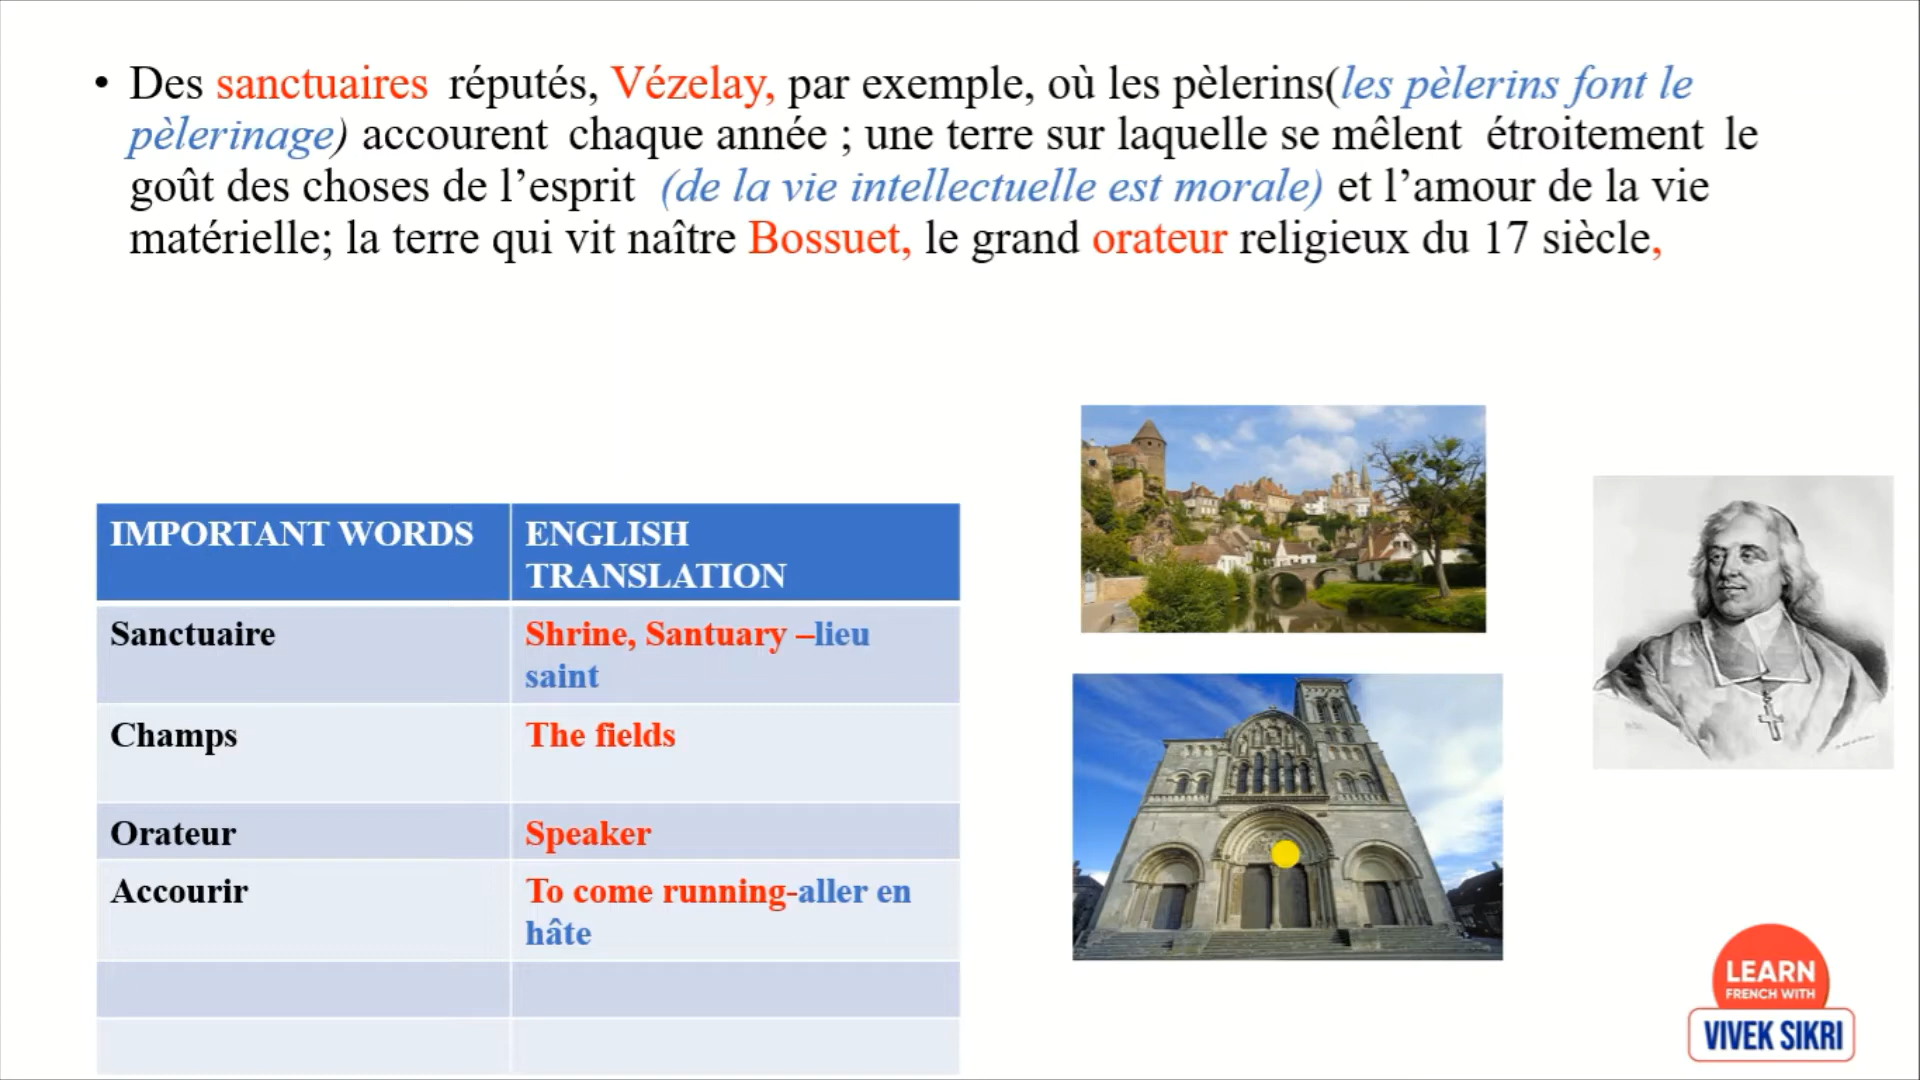 • Des sanctuaires réputés, Vézelay, par exemple, où les pèlerins(les pèlerins font le
pèlerinage) accourent chaque année ; une terre sur laquelle se mêlent étroitement le
goût des choses de l’esprit (de la vie intellectuelle est morale) et l’amour de la vie
matérielle; la terre qui vit naître Bossuet, le grand orateur religieux du 17 siècle,
IMPORTANT WORDS
ENGLISH
TRANSLATION
Sanctuaire
Shrine, Santuary –lieu
saint
Champs
The fields
Orateur
Speaker
Accourir
To come running-aller en
hâte
LEARN
FRENCH WITH
VIVEK SIKRI